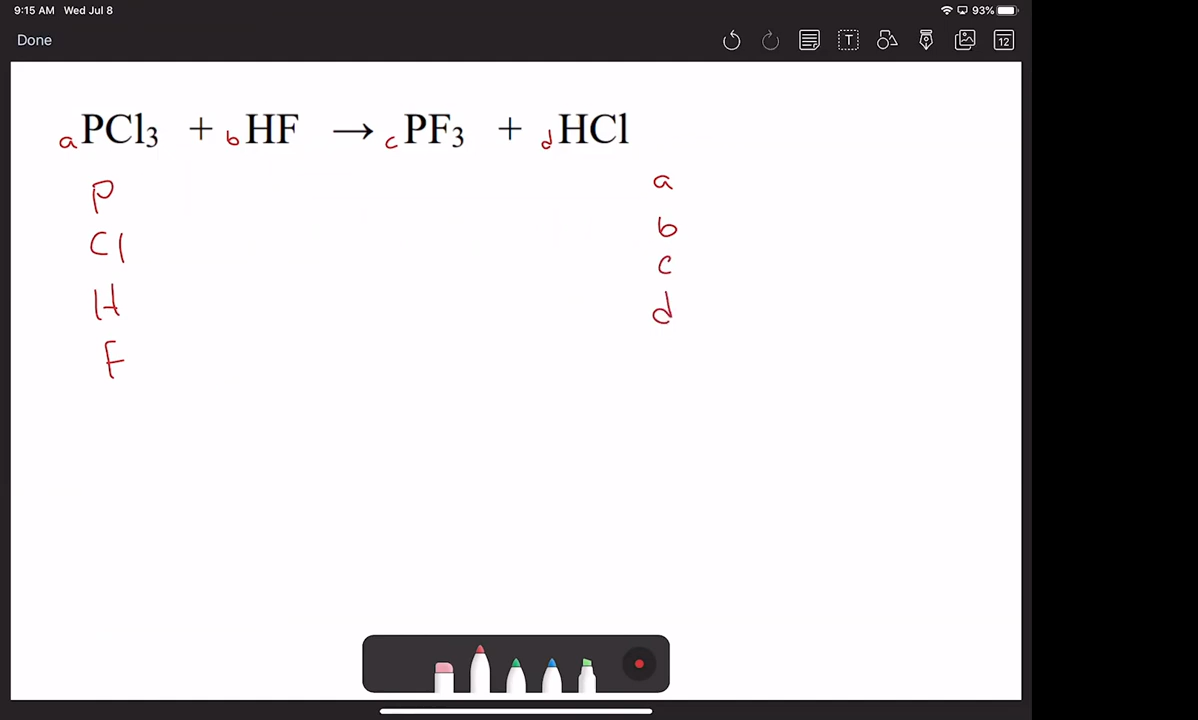 9:15 AM Wed Jul 8 93%
Done T 12
aPCl₃ + bHF → cPF₃ + dHCl
P a
Cl b
H c
F d